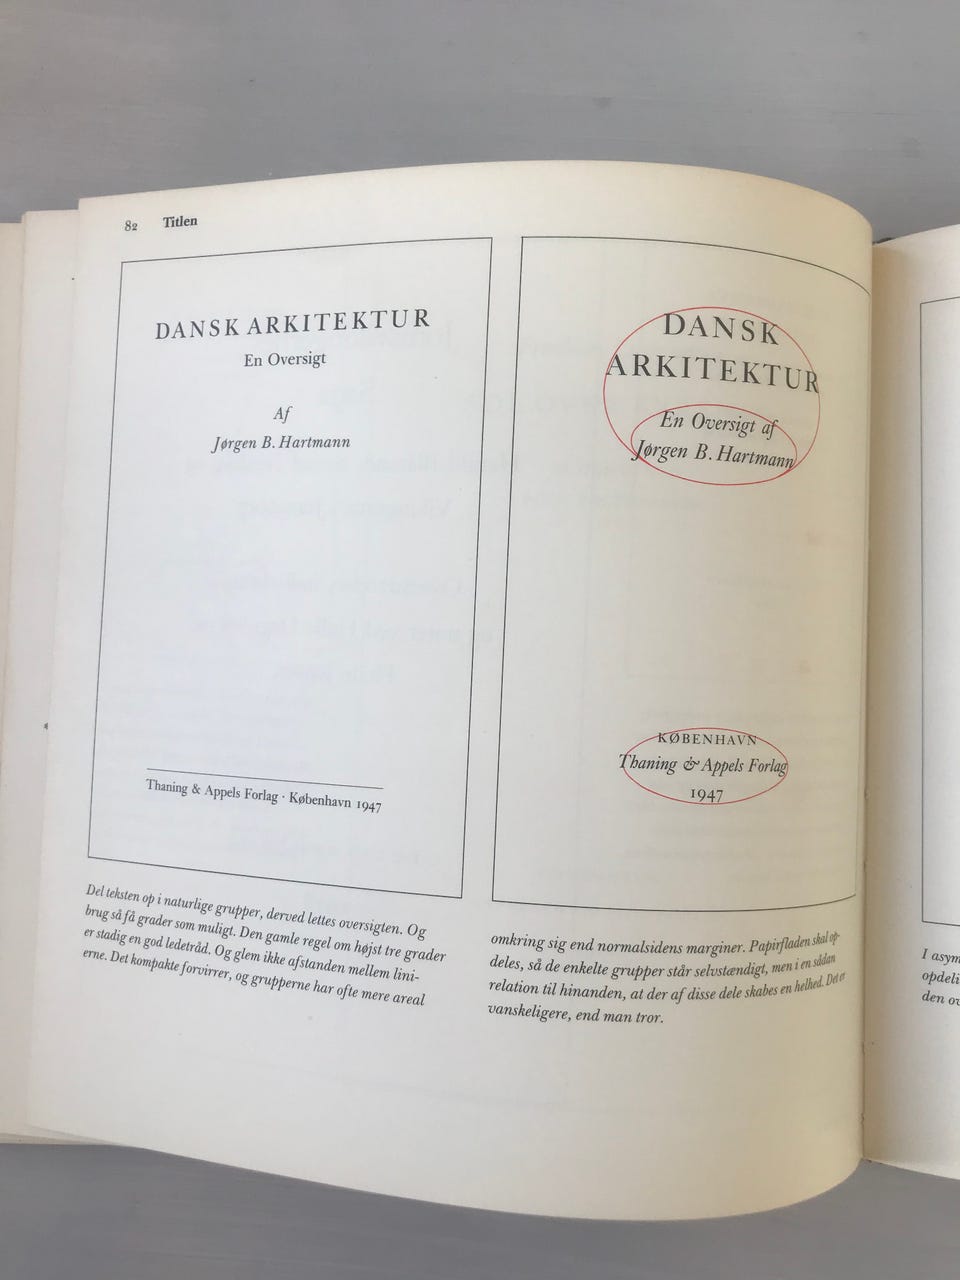 82 Titlen
DANSK ARKITEKTUR
En Oversigt
Af
Jørgen B. Hartmann
Thaning & Appels Forlag · København 1947
DANSK
ARKITEKTUR
En Oversigt af
Jørgen B. Hartmann
KØBENHAVN
Thaning & Appels Forlag
1947
Del teksten op i naturlige grupper, derved lettes oversigten. Og
brug så få grader som muligt. Den gamle regel om højst tre grader
er stadig en god ledetråd. Og glem ikke afstanden mellem lini-
erne. Det kompakte forvirrer, og grupperne har ofte mere areal
omkring sig end normalsidens marginer. Papirfladen skal op-
deles, så de enkelte grupper står selvstændigt, men i en sådan
relation til hinanden, at der af disse dele skabes en helhed. Det er
vanskeligere, end man tror.
I asym
opdeli
den ov